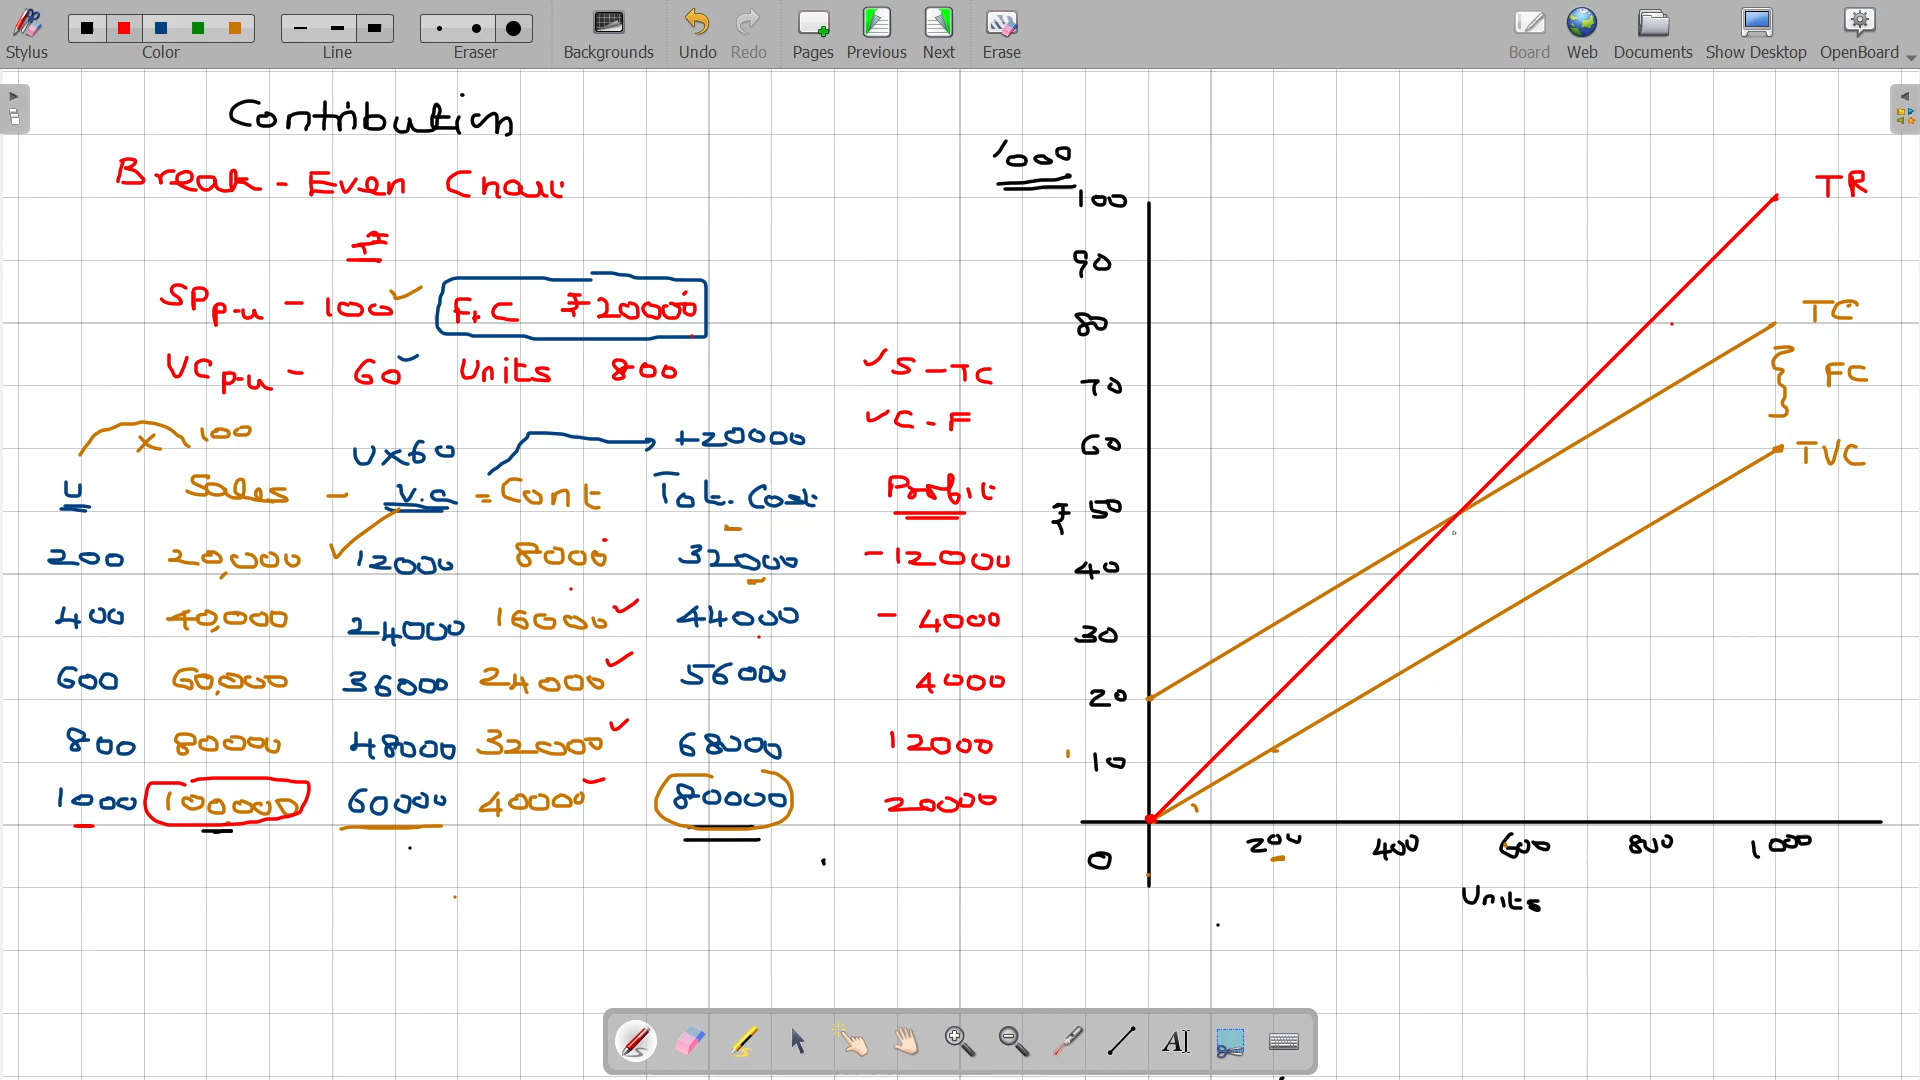 Stylus Color Line Eraser Backgrounds Undo Redo Pages Previous Next Erase Board Web Documents Show Desktop OpenBoard
Contribution
Break-Even Chart
₹
SPp.u - 100 F.C ₹20000
VCp.u - 60 Units 800
✓S-TC
✓C-F
x 100
Ux60
+20000
U Sales - V.C = Cont Tot. Cost Profit
200 20,000 12000 8000 32000 -12000
400 40,000 24000 16000 44000 -4000
600 60,000 36000 24000 56000 4000
800 80000 48000 32000 68000 12000
1000 100,000 60000 40000 80000 20000
'000
100
90
80
70
60
₹ 50
40
30
20
10
0
200 400 600 800 1000
Units
TR
TC
FC
TVC